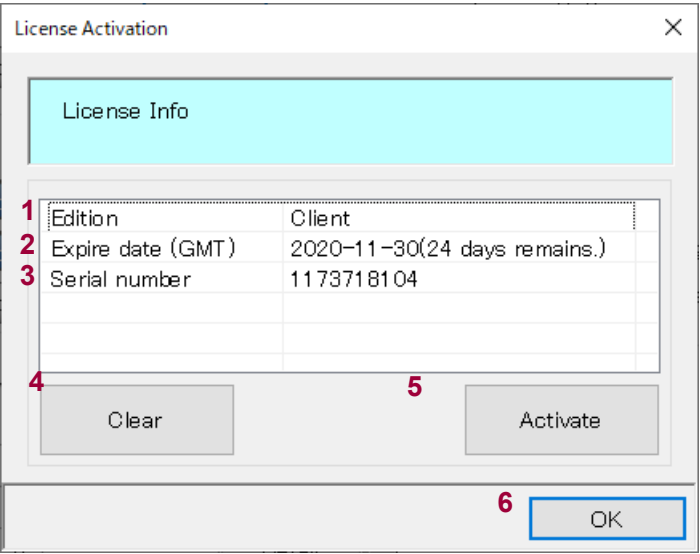 License Activation
License Info
1 Edition Client
2 Expire date (GMT) 2020-11-30(24 days remains.)
3 Serial number 1173718104
4 Clear
5 Activate
6 OK